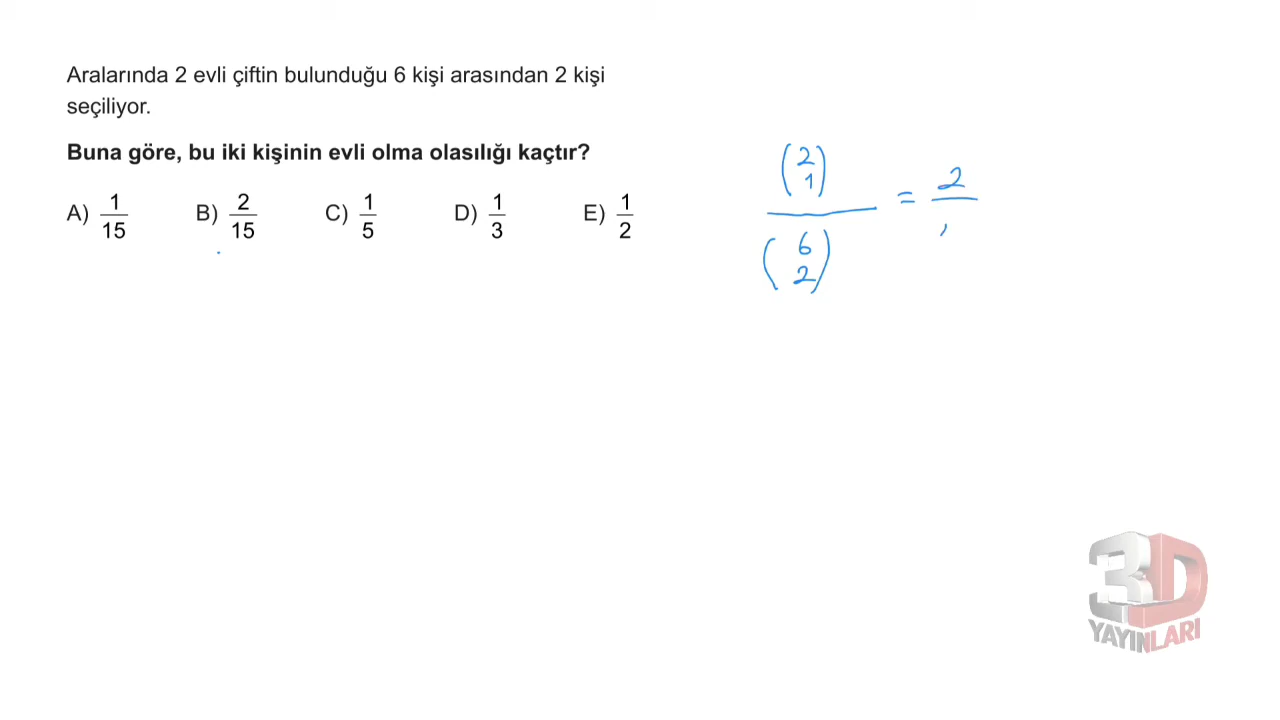 Aralarında 2 evli çiftin bulunduğu 6 kişi arasından 2 kişi
seçiliyor.
Buna göre, bu iki kişinin evli olma olasılığı kaçtır?
A) 1/15 B) 2/15 C) 1/5 D) 1/3 E) 1/2
(2 1) / (6 2) = 2/
3D
YAYINLARI